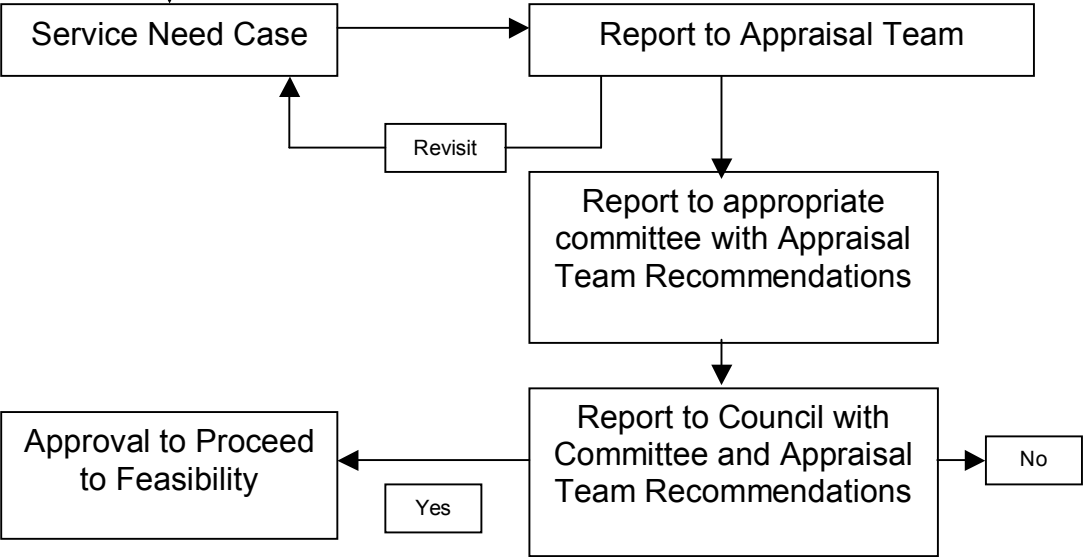 Service Need Case
Report to Appraisal Team
Revisit
Report to appropriate
committee with Appraisal
Team Recommendations
Report to Council with
Committee and Appraisal
Team Recommendations
Approval to Proceed
to Feasibility
No
Yes